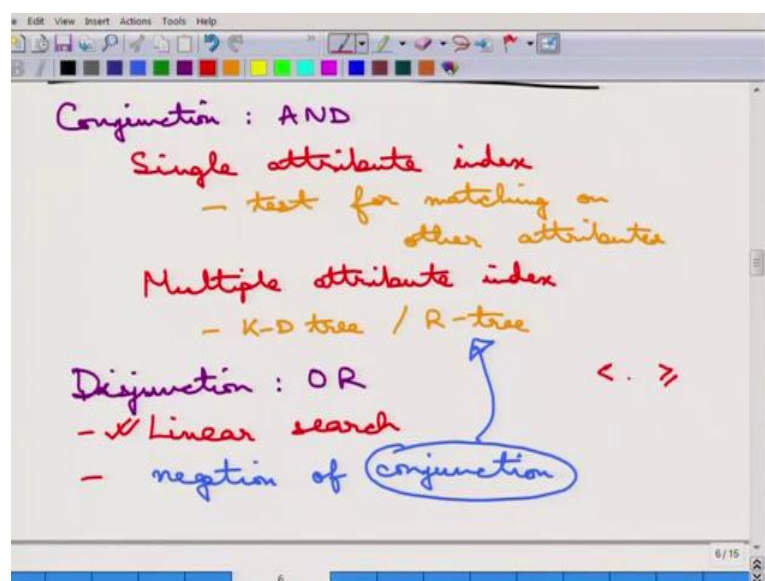 Edit View Insert Actions Tools Help
Conjunction : AND
Single attribute index
- test for matching on
other attributes
Multiple attribute index
- K-D tree / R-tree
Disjunction : OR
< . ≥
- Linear search
- negation of conjunction
6/15
6